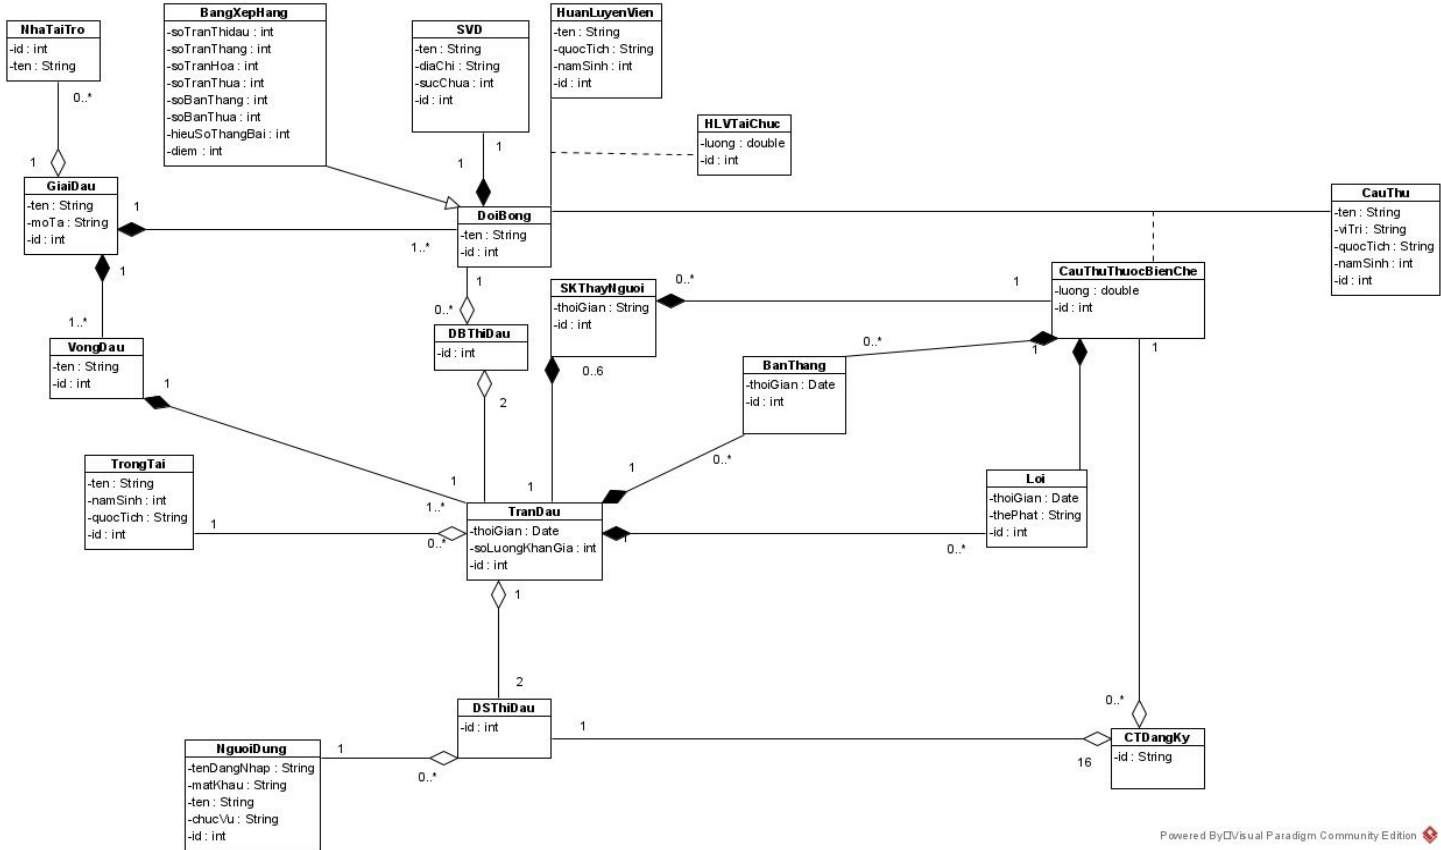 NhaTaiTro
-id : int
-ten : String
0..*
1
BangXepHang
-soTranThidau : int
-soTranThang : int
-soTranHoa : int
-soTranThua : int
-soBanThang : int
-soBanThua : int
-hieuSoThangBai : int
-diem : int
SVD
-ten : String
-diaChi : String
-sucChua : int
-id : int
1
1
HuanLuyenVien
-ten : String
-quocTich : String
-namSinh : int
-id : int
HLVTaiChuc
-luong : double
-id : int
GiaiDau
-ten : String
-moTa : String
-id : int
1
1..*
1
1..*
DoiBong
-ten : String
-id : int
1
0..*
CauThu
-ten : String
-viTri : String
-quocTich : String
-namSinh : int
-id : int
CauThuThuocBienChe
-luong : double
-id : int
SKThayNguoi
-thoiGian : String
-id : int
0..*
1
0..6
1
DBThiDau
-id : int
2
1
VongDau
-ten : String
-id : int
1
1..*
BanThang
-thoiGian : Date
-id : int
0..*
1
0..*
1
1
TrongTai
-ten : String
-namSinh : int
-quocTich : String
-id : int
1
0..*
TranDau
-thoiGian : Date
-soLuongKhanGia : int
-id : int
1
0..*
Loi
-thoiGian : Date
-thePhat : String
-id : int
1
2
DSThiDau
-id : int
1
16
0..*
CTDangKy
-id : String
NguoiDung
-tenDangNhap : String
-matKhau : String
-ten : String
-chucVu : String
-id : int
1
0..*
Powered By□Visual Paradigm Community Edition